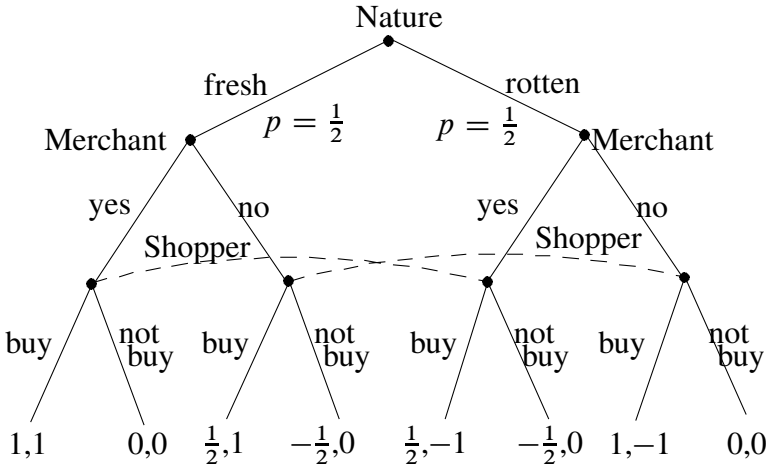 Nature
fresh rotten
p = 1/2 p = 1/2
Merchant Merchant
yes no yes no
Shopper Shopper
buy not buy buy not buy buy not buy buy not buy
1,1 0,0 1/2,1 −1/2,0 1/2,−1 −1/2,0 1,−1 0,0